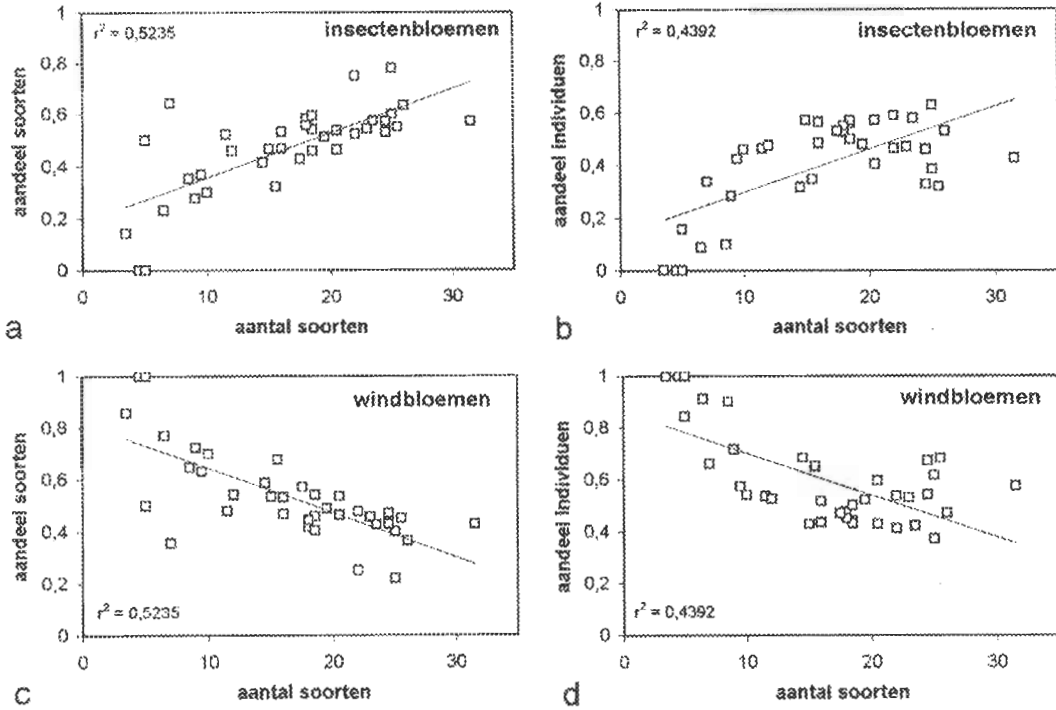 r² = 0,5235
insectenbloemen
aandeel soorten
1
0,8
0,6
0,4
0,2
0
0
10
20
30
aantal soorten
a
r² = 0,4392
insectenbloemen
aandeel individuen
1
0,8
0,6
0,4
0,2
0
0
10
20
30
aantal soorten
b
windbloemen
aandeel soorten
1
0,8
0,6
0,4
0,2
0
r² = 0,5235
0
10
20
30
aantal soorten
c
windbloemen
aandeel individuen
1
0,8
0,6
0,4
0,2
0
r² = 0,4392
0
10
20
30
aantal soorten
d